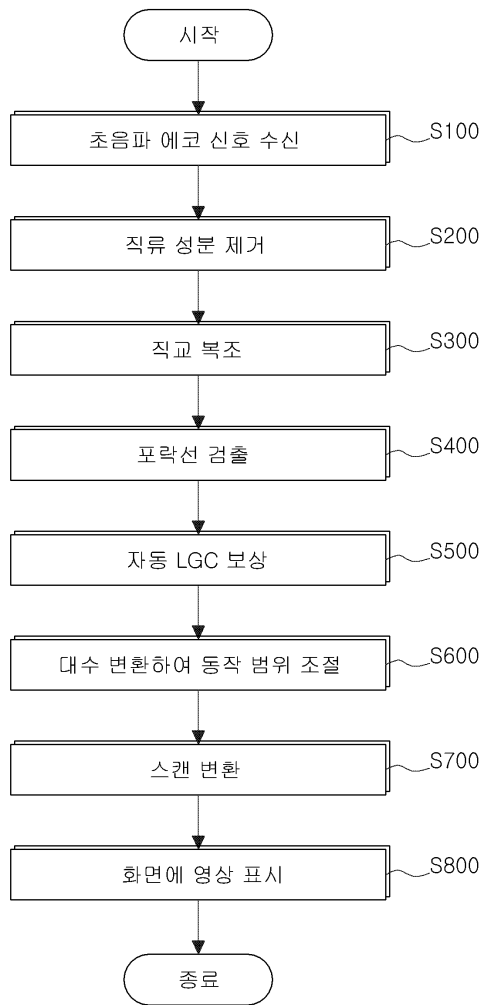 시작
초음파 에코 신호 수신
S100
직류 성분 제거
S200
직교 복조
S300
포락선 검출
S400
자동 LGC 보상
S500
대수 변환하여 동작 범위 조절
S600
스캔 변환
S700
화면에 영상 표시
S800
종료